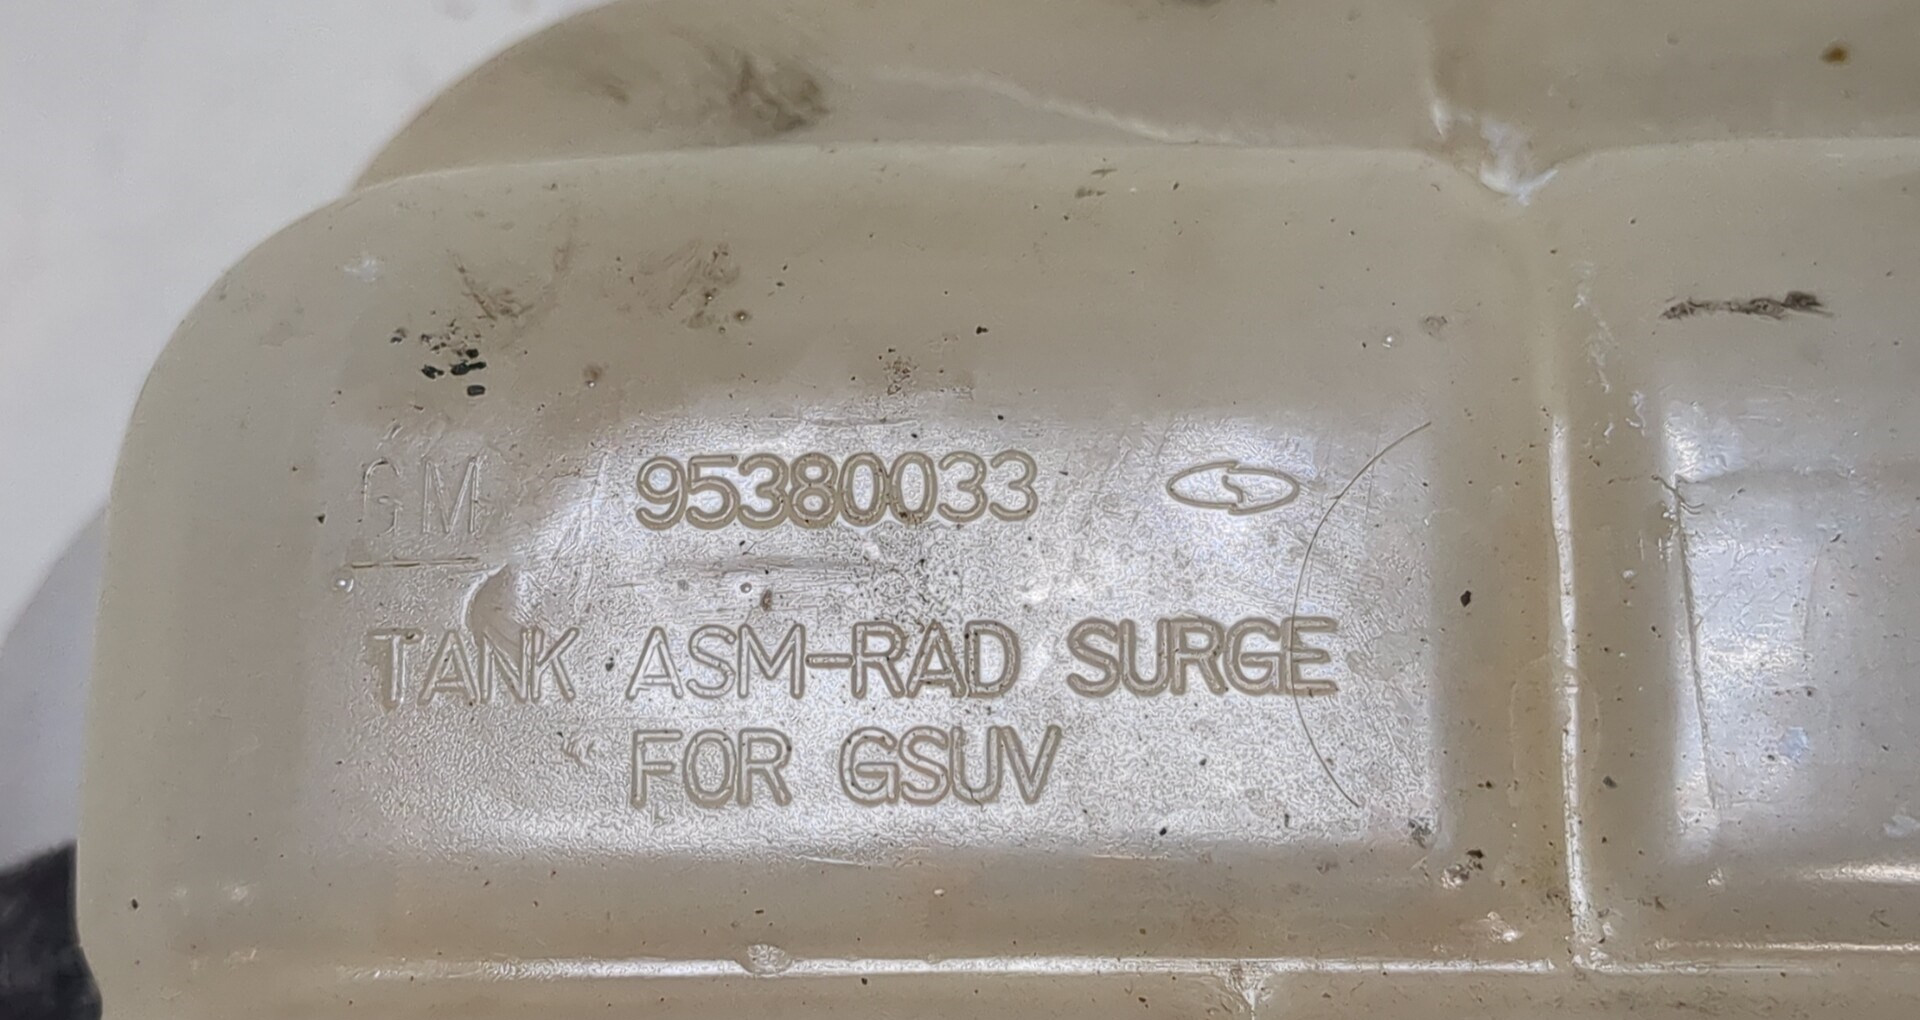 GM 95380033
TANK ASM-RAD SURGE
FOR GSUV